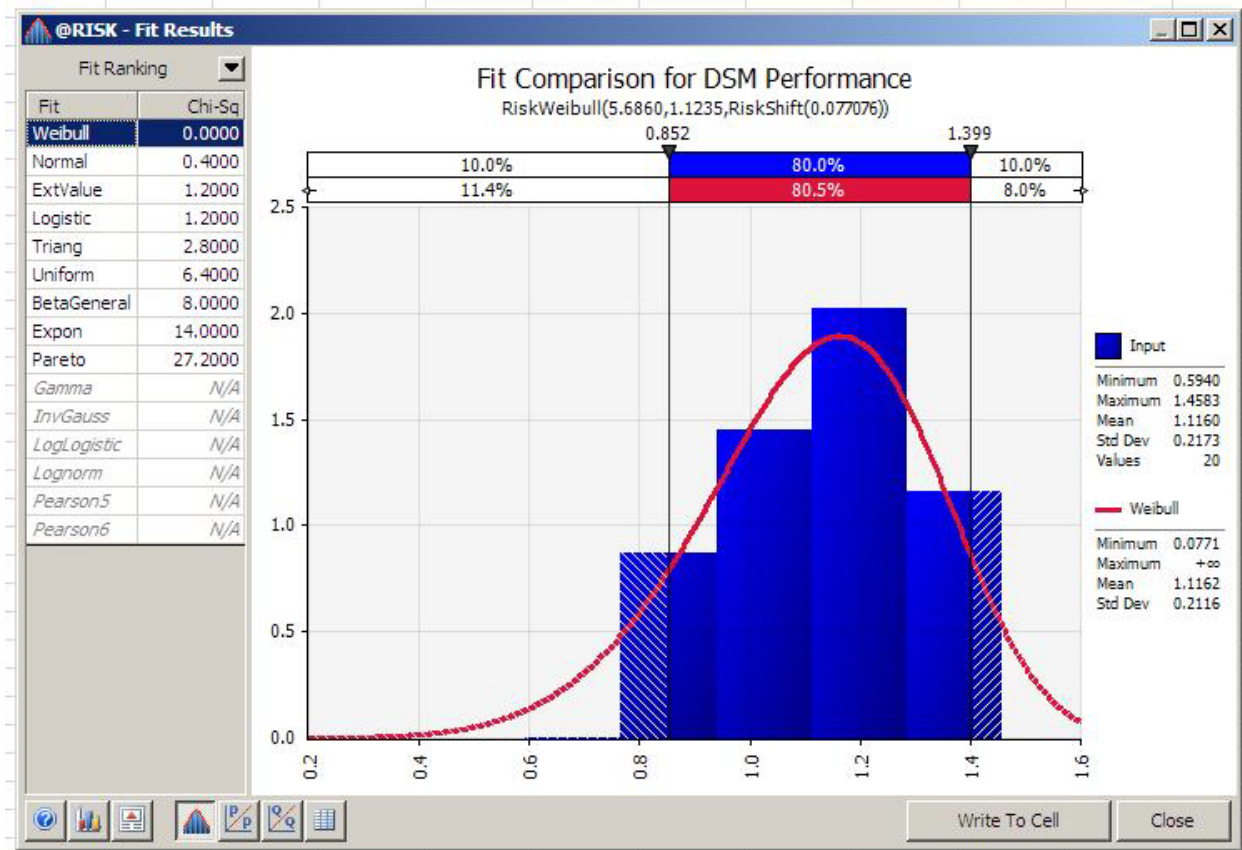 @RISK - Fit Results
Fit Ranking
Fit Chi-Sq
Weibull 0.0000
Normal 0.4000
ExtValue 1.2000
Logistic 1.2000
Triang 2.8000
Uniform 6.4000
BetaGeneral 8.0000
Expon 14.0000
Pareto 27.2000
Gamma N/A
InvGauss N/A
LogLogistic N/A
Lognorm N/A
Pearson5 N/A
Pearson6 N/A
Fit Comparison for DSM Performance
RiskWeibull(5.6860,1.1235,RiskShift(0.077076))
0.852 1.399
10.0% 80.0% 10.0%
11.4% 80.5% 8.0%
2.5
2.0
1.5
1.0
0.5
0.0
0.2 0.4 0.6 0.8 1.0 1.2 1.4 1.6
Input
Minimum 0.5940
Maximum 1.4583
Mean 1.1160
Std Dev 0.2173
Values 20
Weibull
Minimum 0.0771
Maximum +∞
Mean 1.1162
Std Dev 0.2116
? P/P Q/Q
Write To Cell Close